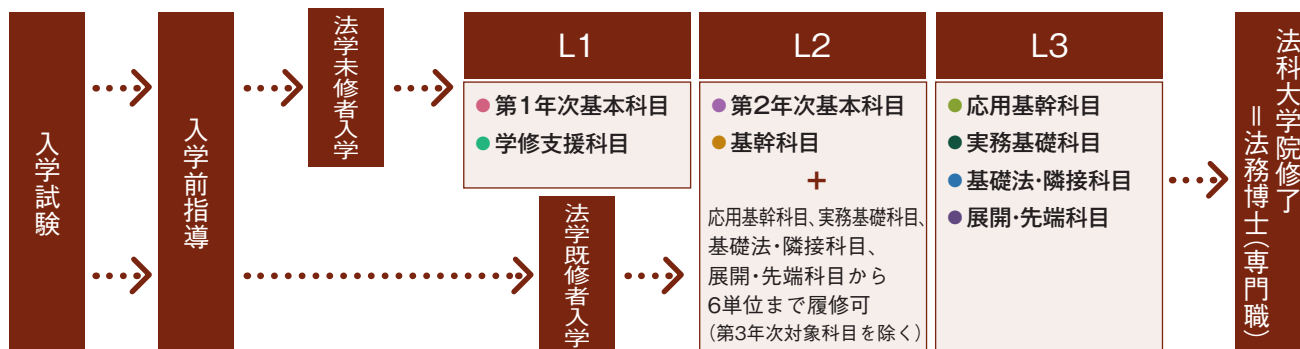 入学試験
入学前指導
法学未修者入学
L1
●第1年次基本科目
●学修支援科目
法学既修者入学
L2
●第2年次基本科目
●基幹科目
+
応用基幹科目、実務基礎科目、
基礎法・隣接科目、
展開・先端科目から
6単位まで履修可
(第3年次対象科目を除く)
L3
●応用基幹科目
●実務基礎科目
●基礎法・隣接科目
●展開・先端科目
法科大学院修了
＝法務博士(専門職)